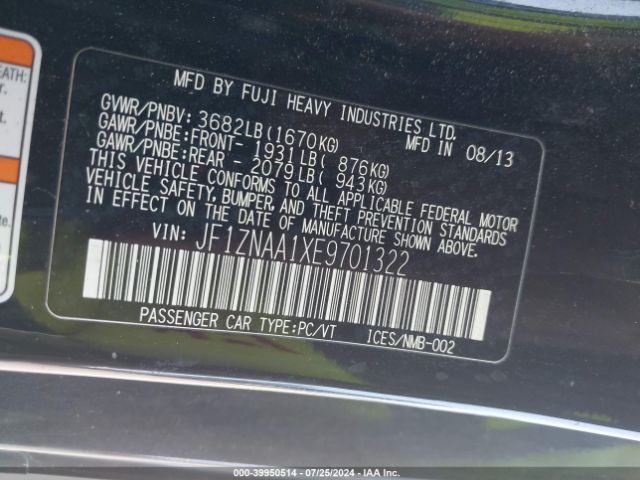 EATH:
r.
t.
ate.
e.
MFD BY FUJI HEAVY INDUSTRIES LTD.
GVWR/PNBV: 3682LB(1670KG) MFD IN 08/13
GAWR/PNBE:FRONT- 1931LB( 876KG)
GAWR/PNBE:REAR - 2079LB( 943KG)
THIS VEHICLE CONFORMS TO ALL APPLICABLE FEDERAL MOTOR
VEHICLE SAFETY, BUMPER, AND THEFT PREVENTION STANDARDS
IN EFFECT ON THE DATE OF MANUFACTURE SHOWN ABOVE.
VIN: JF1ZNAA1XE9701322
PASSENGER CAR TYPE:PC/VT ICES/NMB-002
000-39950514 - 07/25/2024 - IAA Inc.